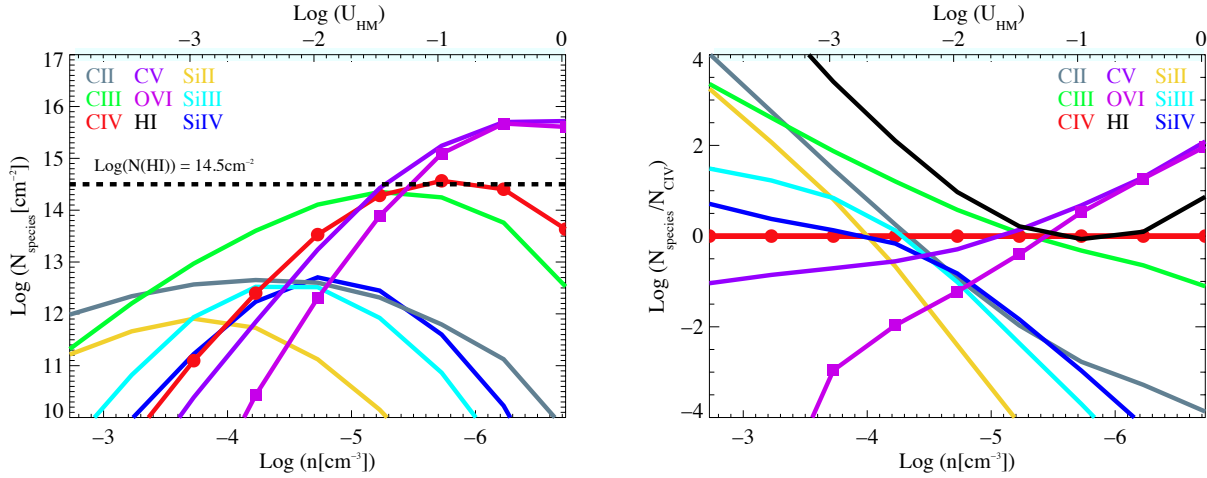 Log (U_HM)
−3 −2 −1 0
17
16
15
14
13
12
11
10
Log (N_species [cm⁻²])
CII CV SiII
CIII OVI SiIII
CIV HI SiIV
Log(N(HI)) = 14.5cm⁻²
−3 −4 −5 −6
Log (n[cm⁻³])
Log (U_HM)
−3 −2 −1 0
4
2
0
−2
−4
Log (N_species/N_CIV)
CII CV SiII
CIII OVI SiIII
CIV HI SiIV
−3 −4 −5 −6
Log (n[cm⁻³])